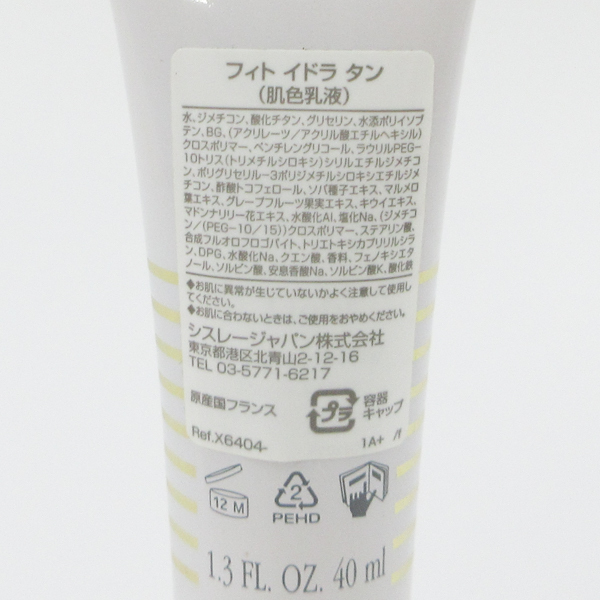 フィト イドラ タン
（肌色乳液）
水、ジメチコン、酸化チタン、グリセリン、水添ポリイソブ
テン、BG、（アクリレーツ／アクリル酸エチルヘキシル）
クロスポリマー、ペンチレングリコール、ラウリルPEG－
10トリス（トリメチルシロキシ）シリルエチルジメチコ
ン、ポリグリセリル－3ポリジメチルシロキシエチルジメ
チコン、酢酸トコフェロール、ソバ種子エキス、マルメロ
葉エキス、グレープフルーツ果実エキス、キウイエキス、
マドンナリリー花エキス、水酸化Al、塩化Na、（ジメチコ
ン／（PEG－10／15））クロスポリマー、ステアリン酸、
合成フルオロフロゴパイト、トリエトキシカプリリルシラ
ン、DPG、水酸化Na、クエン酸、香料、フェノキシエタ
ノール、ソルビン酸、安息香酸Na、ソルビン酸K、酸化鉄
◆お肌に異常が生じていないかよく注意して使用し
てください。
◆お肌に合わないときは、ご使用をおやめください。
シスレージャパン株式会社
東京都港区北青山2-12-16
TEL 03-5771-6217
原産国フランス
プラ
容器
キャップ
Ref.X6404-
1A+ /f
12 M
2
PEHD
1.3 FL. OZ. 40 ml